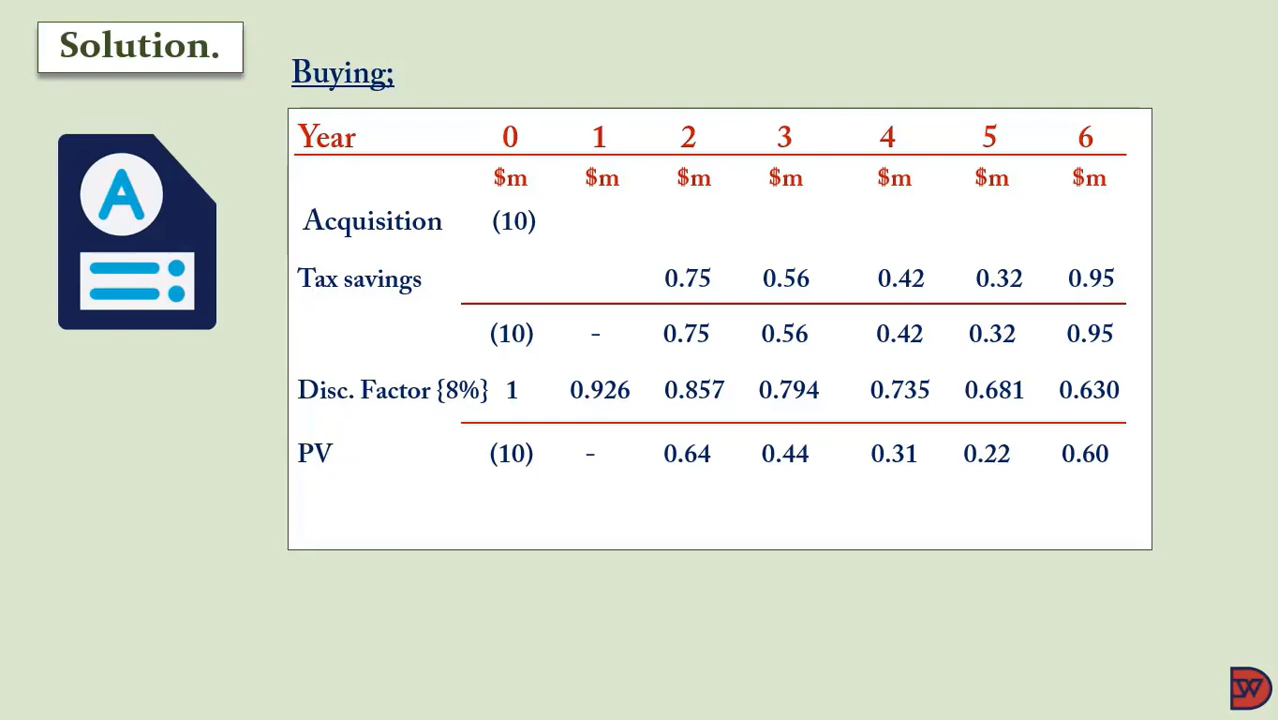 Solution.
Buying;
Year 0 1 2 3 4 5 6
$m $m $m $m $m $m $m
Acquisition (10)
Tax savings 0.75 0.56 0.42 0.32 0.95
(10) - 0.75 0.56 0.42 0.32 0.95
Disc. Factor {8%} 1 0.926 0.857 0.794 0.735 0.681 0.630
PV (10) - 0.64 0.44 0.31 0.22 0.60
A
DW